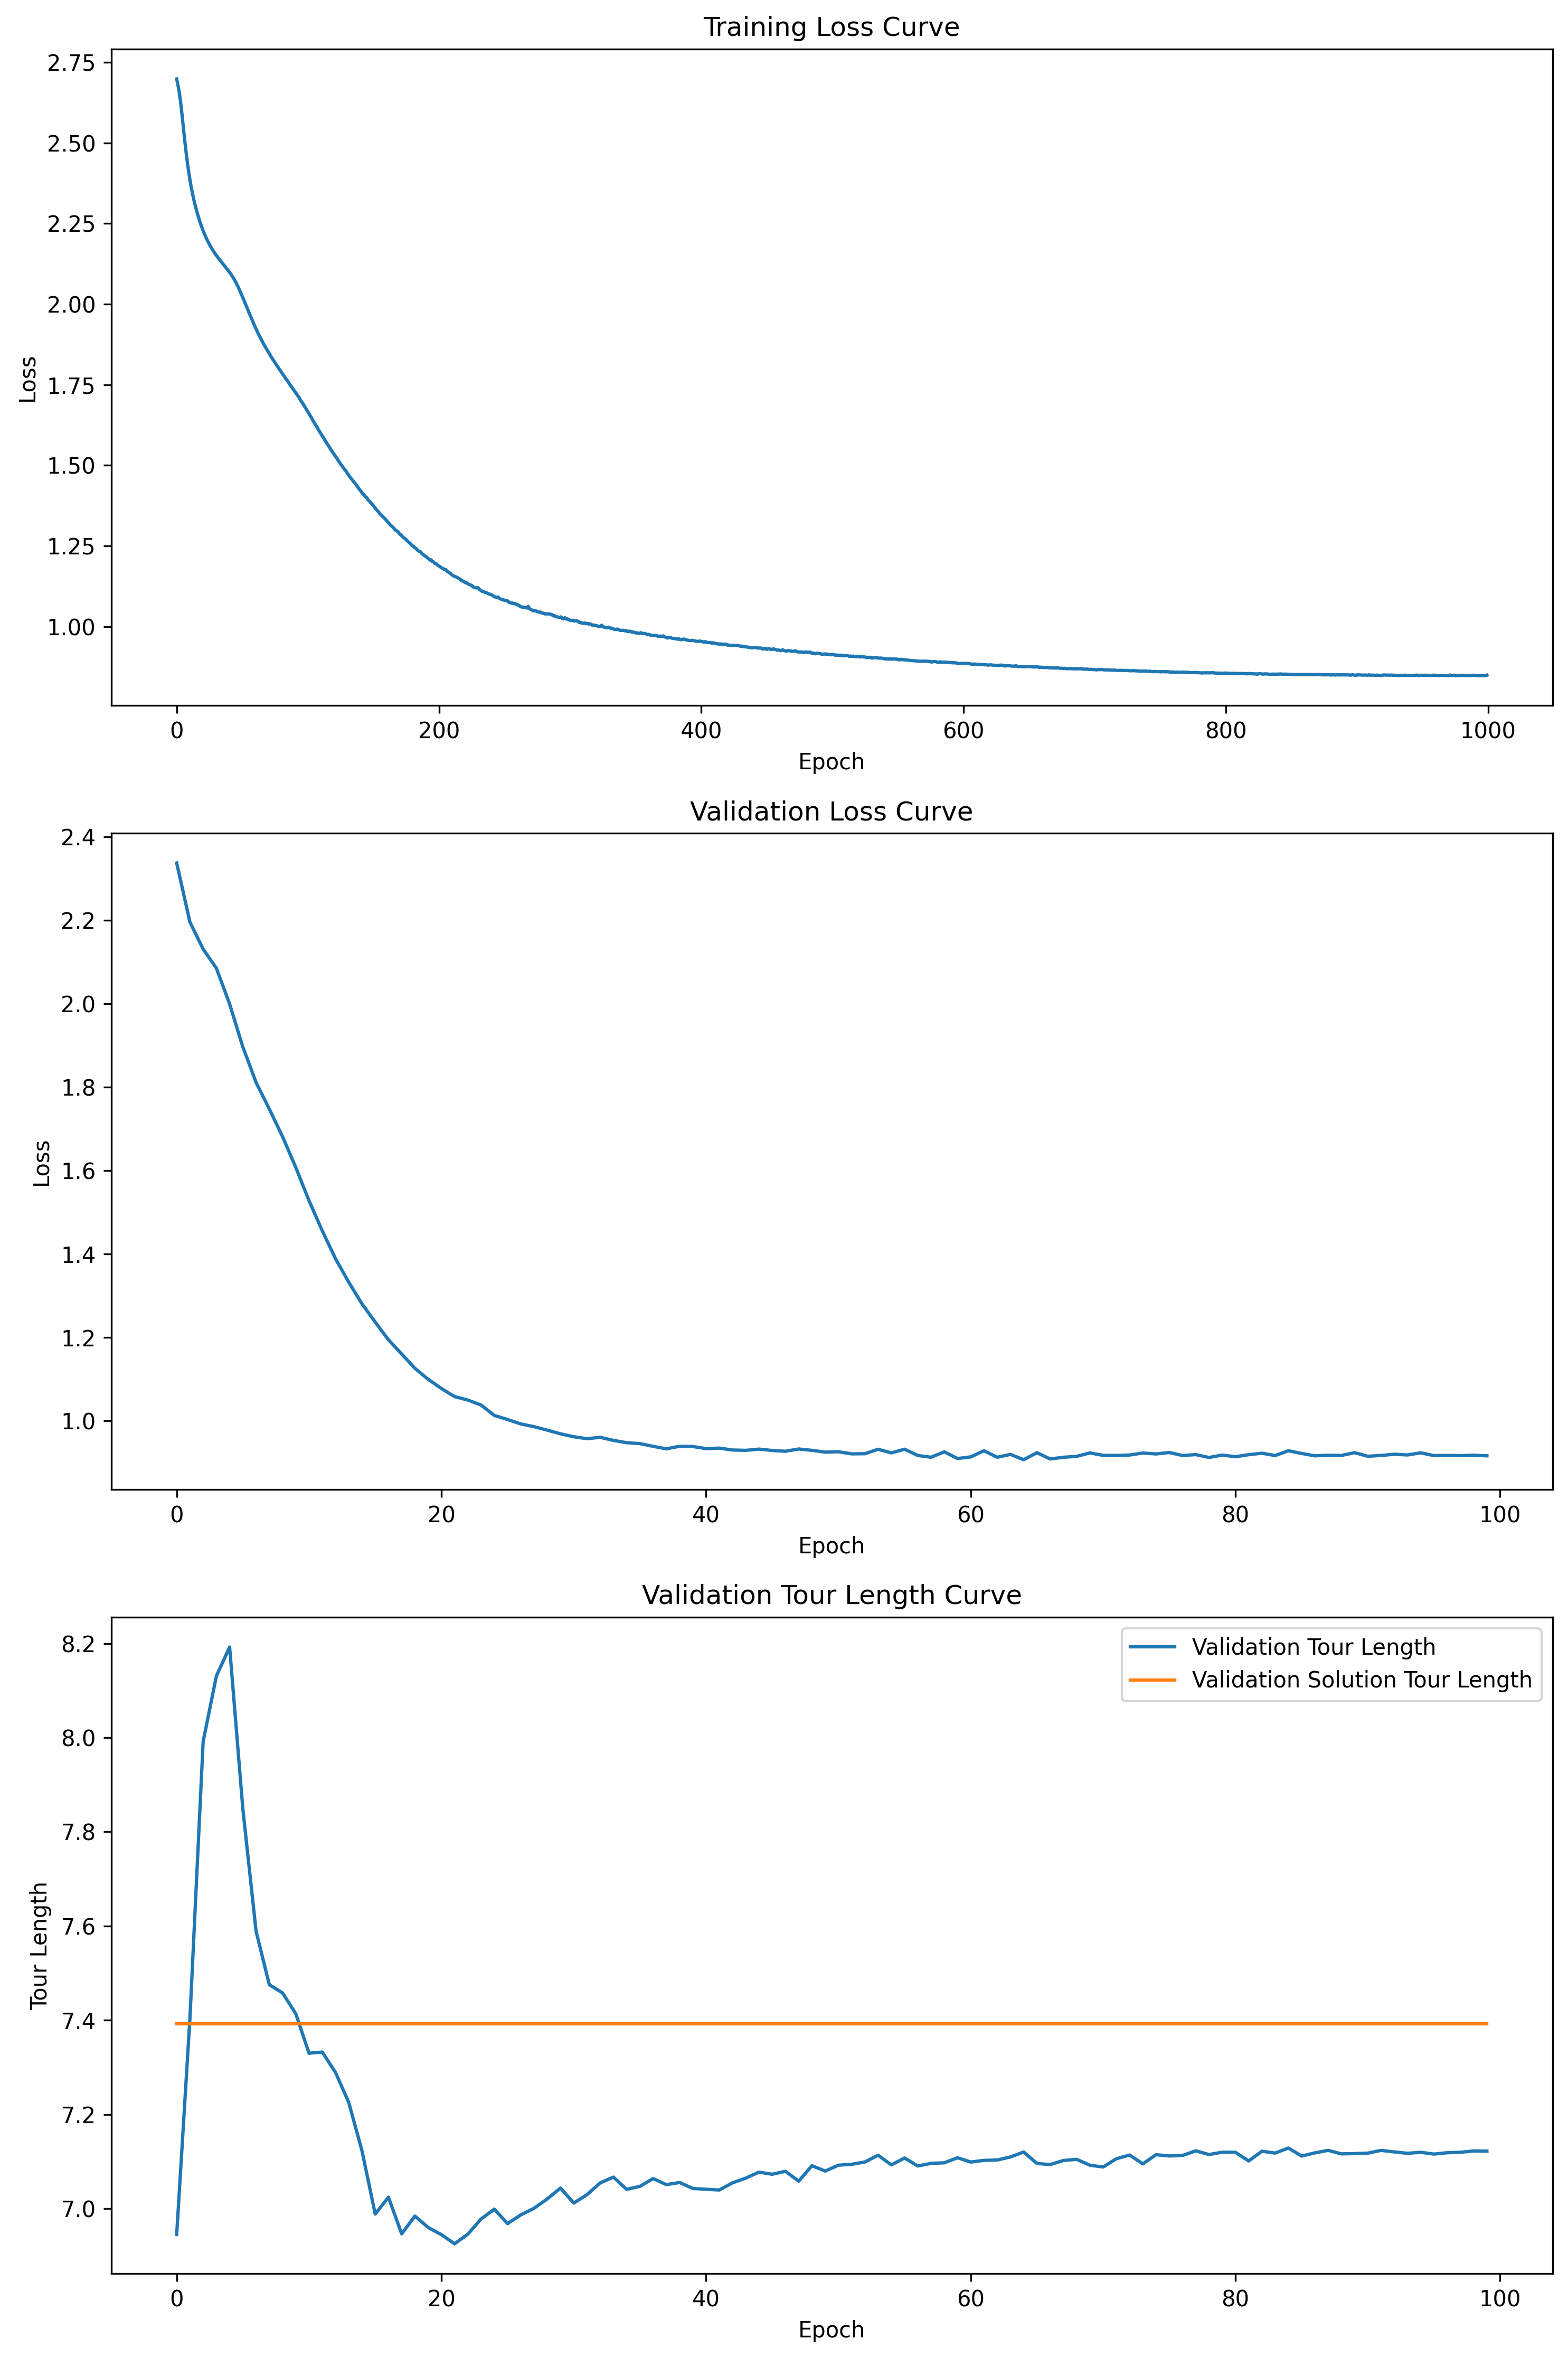 Training Loss Curve
2.75
2.50
2.25
2.00
1.75
1.50
1.25
1.00
Loss
0 200 400 600 800 1000
Epoch
Validation Loss Curve
2.4
2.2
2.0
1.8
1.6
1.4
1.2
1.0
Loss
0 20 40 60 80 100
Epoch
Validation Tour Length Curve
Validation Tour Length
Validation Solution Tour Length
8.2
8.0
7.8
7.6
7.4
7.2
7.0
Tour Length
0 20 40 60 80 100
Epoch